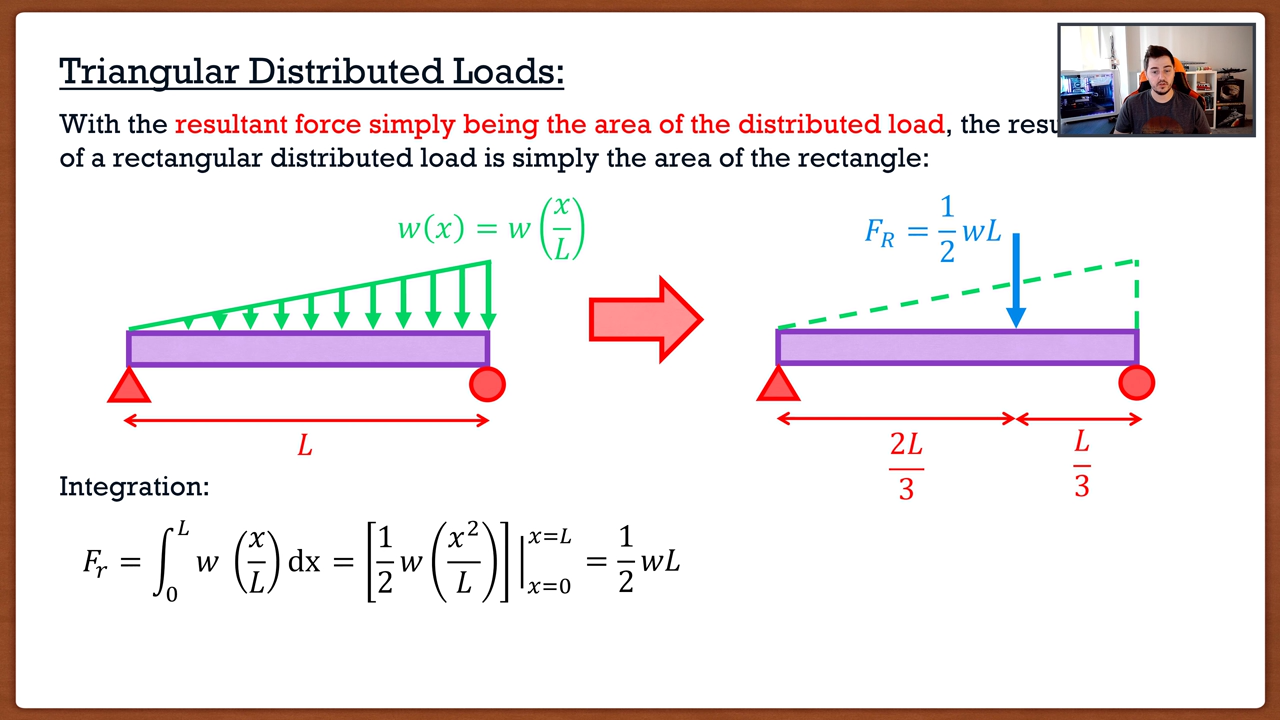 Triangular Distributed Loads:
With the resultant force simply being the area of the distributed load, the
of a rectangular distributed load is simply the area of the rectangle:
w(x) = w(x/L)
F_R = 1/2 wL
L
2L/3
L/3
Integration:
F_r = ∫_0^L w (x/L) dx = [1/2 w (x²/L)] |_{x=0}^{x=L} = 1/2 wL